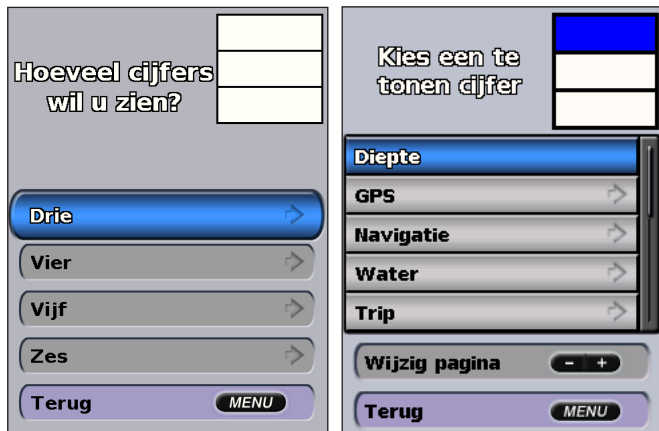 Hoeveel cijfers
wil u zien?
Drie
Vier
Vijf
Zes
Terug MENU
Kies een te
tonen cijfer
Diepte
GPS
Navigatie
Water
Trip
Wijzig pagina - +
Terug MENU